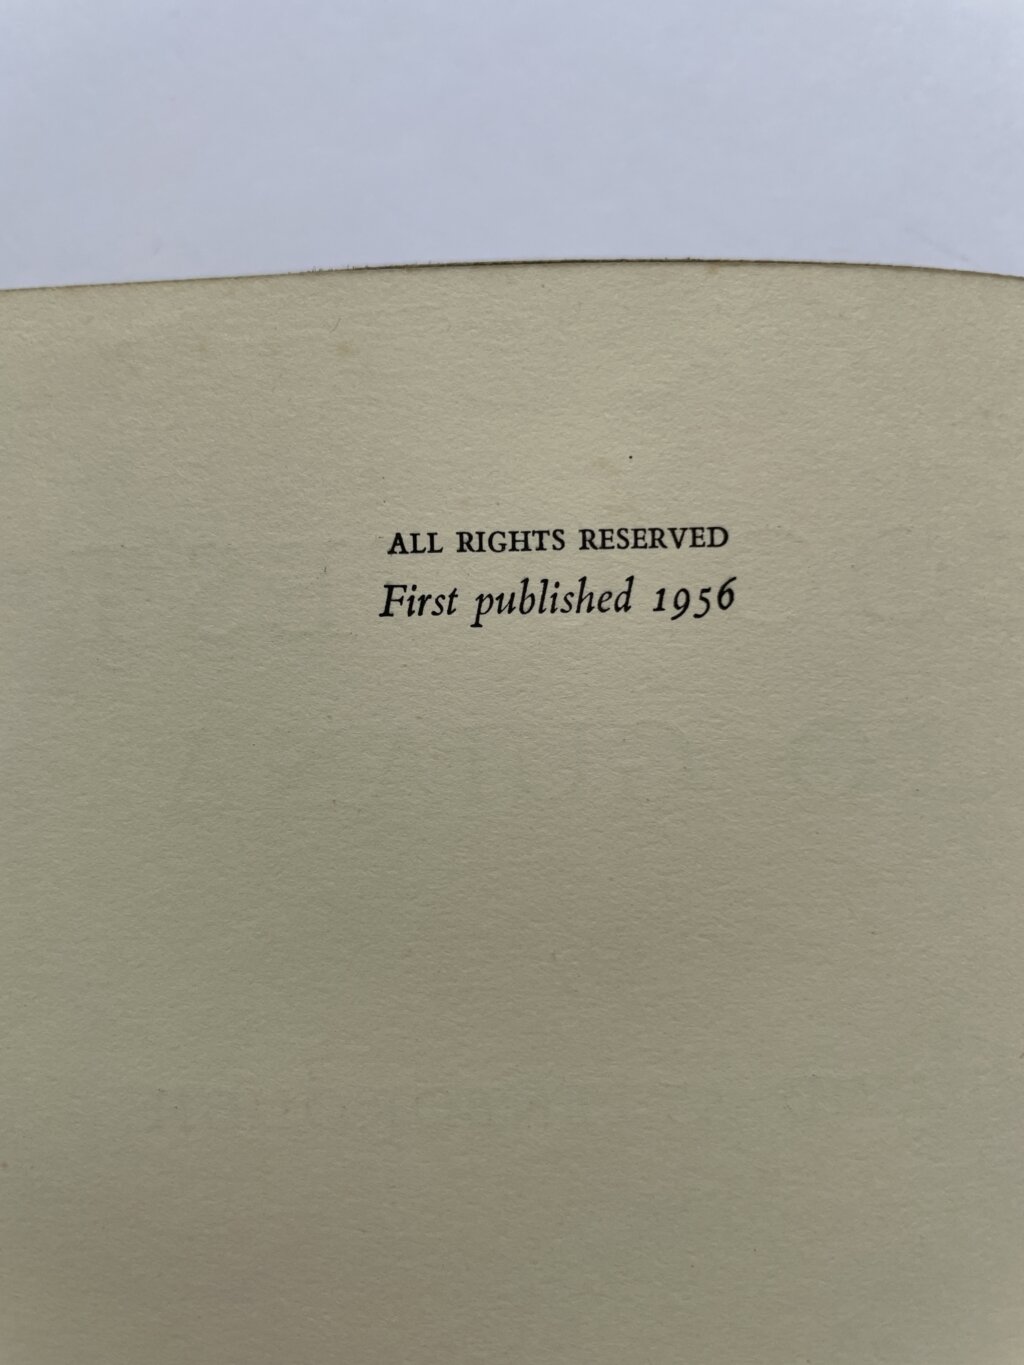 ALL RIGHTS RESERVED
First published 1956